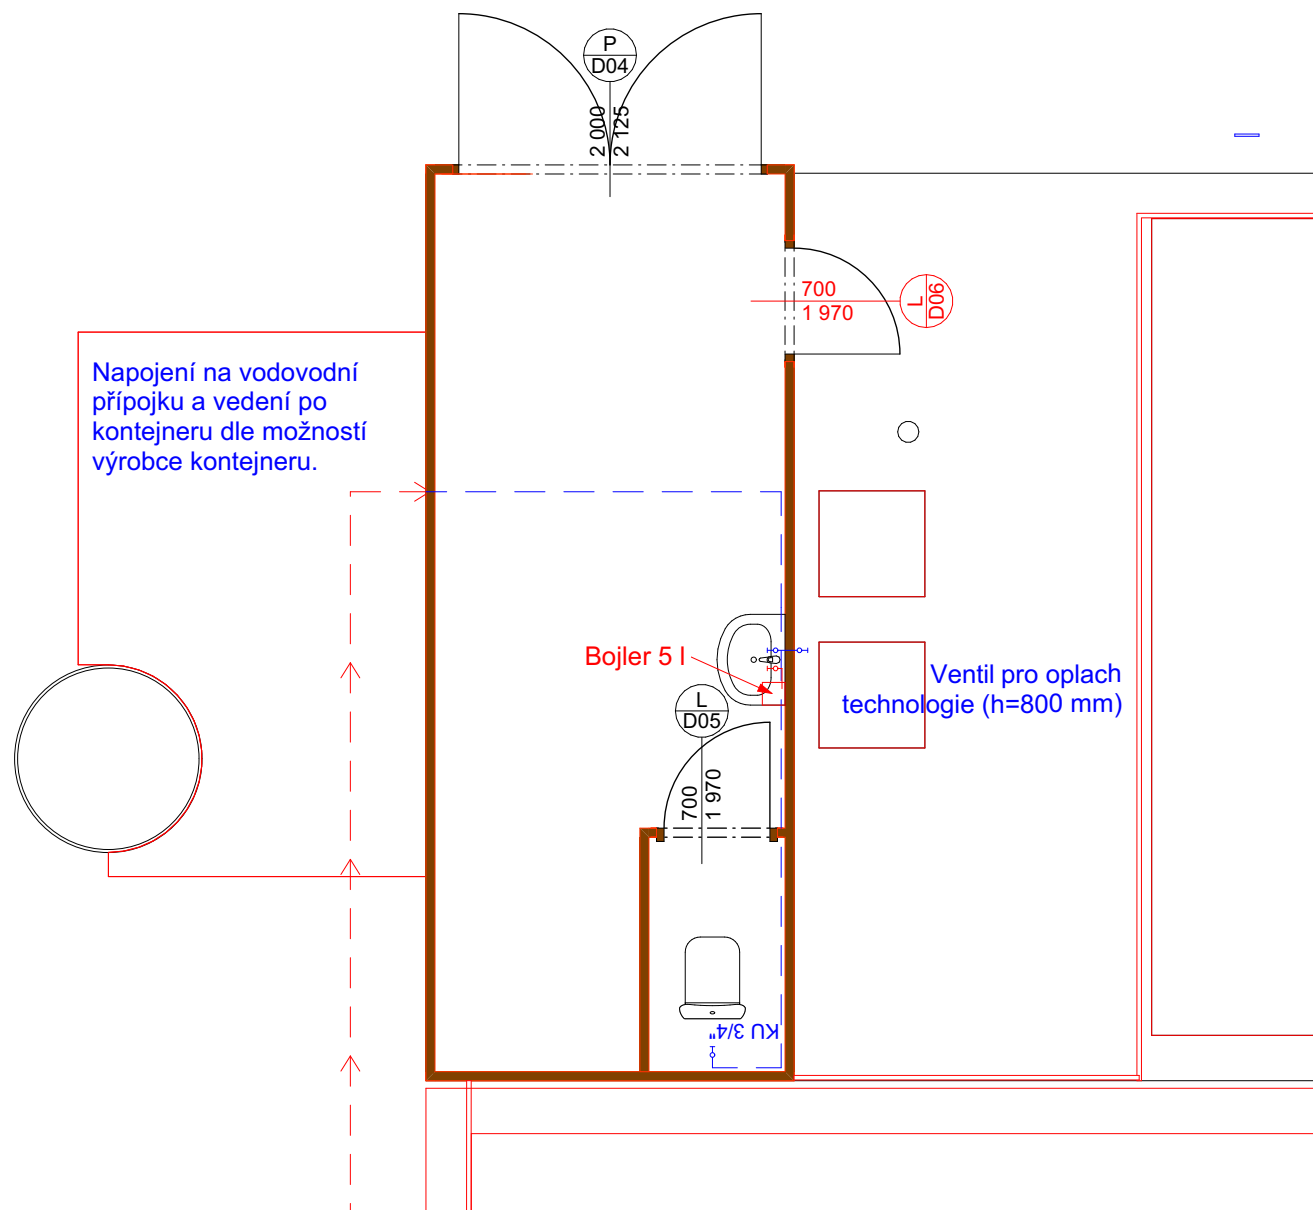 P
D04
2 000
2 125
700
1 970
L
D06
Napojení na vodovodní
přípojku a vedení po
kontejneru dle možností
výrobce kontejneru.
Bojler 5 l
Ventil pro oplach
technologie (h=800 mm)
L
D05
700
1 970
KU 3/4"